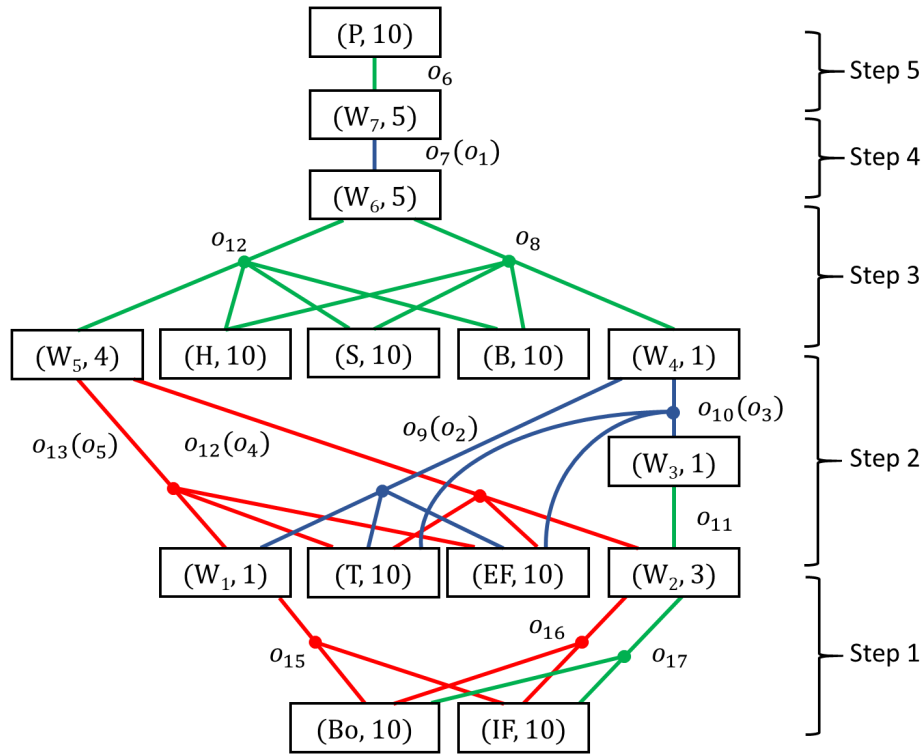 (P, 10)
o₆
Step 5
(W₇, 5)
o₇(o₁)
Step 4
(W₆, 5)
o₁₂
o₈
Step 3
(W₅, 4)
(H, 10)
(S, 10)
(B, 10)
(W₄, 1)
o₁₃(o₅)
o₁₂(o₄)
o₉(o₂)
o₁₀(o₃)
(W₃, 1)
Step 2
o₁₁
(W₁, 1)
(T, 10)
(EF, 10)
(W₂, 3)
o₁₅
o₁₆
o₁₇
Step 1
(Bo, 10)
(IF, 10)